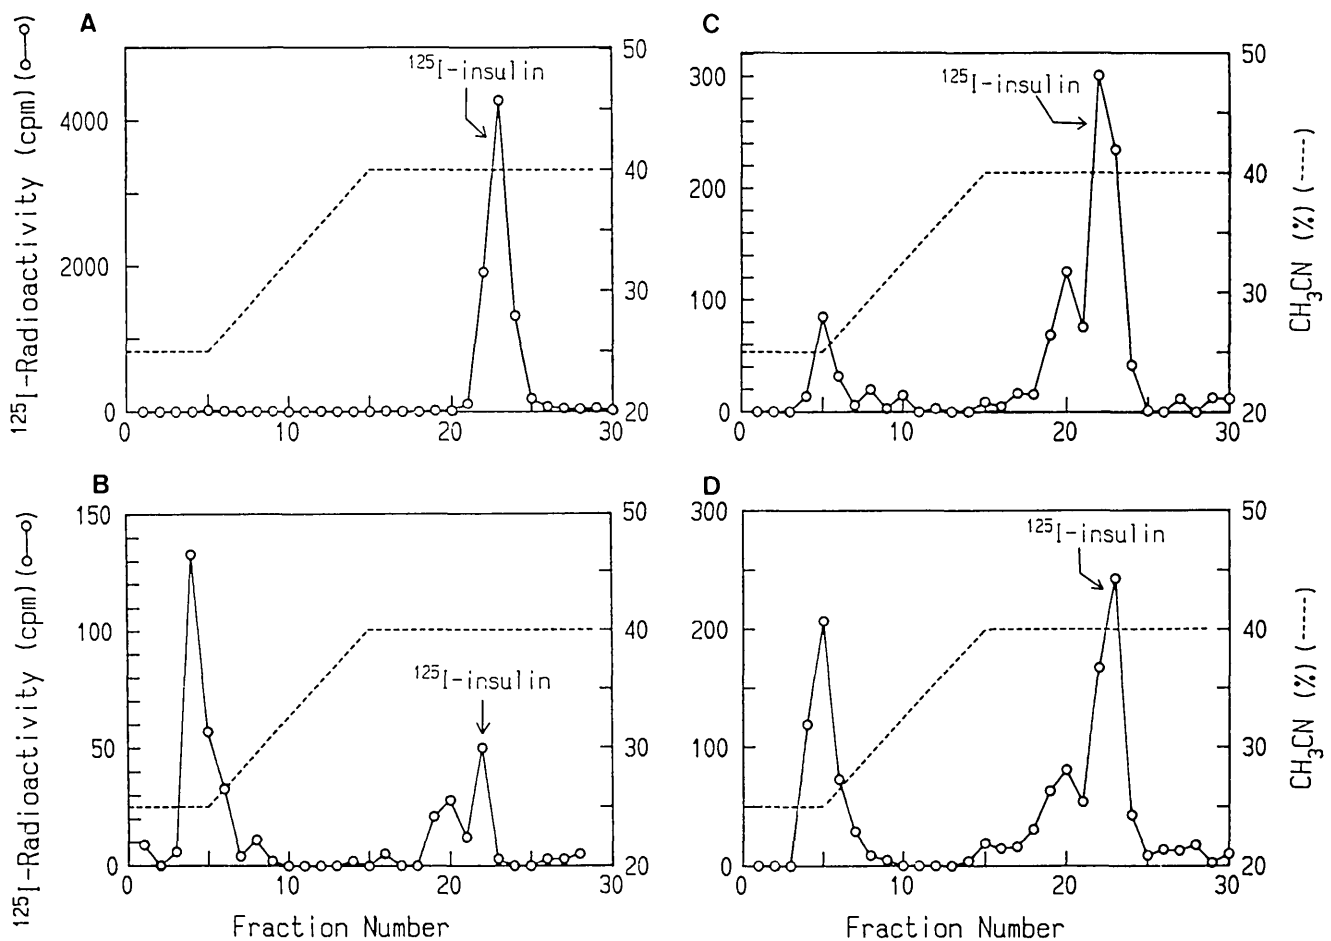 A
¹²⁵I-Radioactivity (cpm) (o—o)
4000
2000
0
0 10 20 30
50
40
30
20
¹²⁵I-insulin
C
300
200
100
0
0 10 20 30
50
40
30
20
CH₃CN (%) (-----)
¹²⁵I-insulin
B
¹²⁵I-Radioactivity (cpm) (o—o)
150
100
50
0
0 10 20 30
50
40
30
20
¹²⁵I-insulin
Fraction Number
D
300
200
100
0
0 10 20 30
50
40
30
20
CH₃CN (%) (-----)
¹²⁵I-insulin
Fraction Number